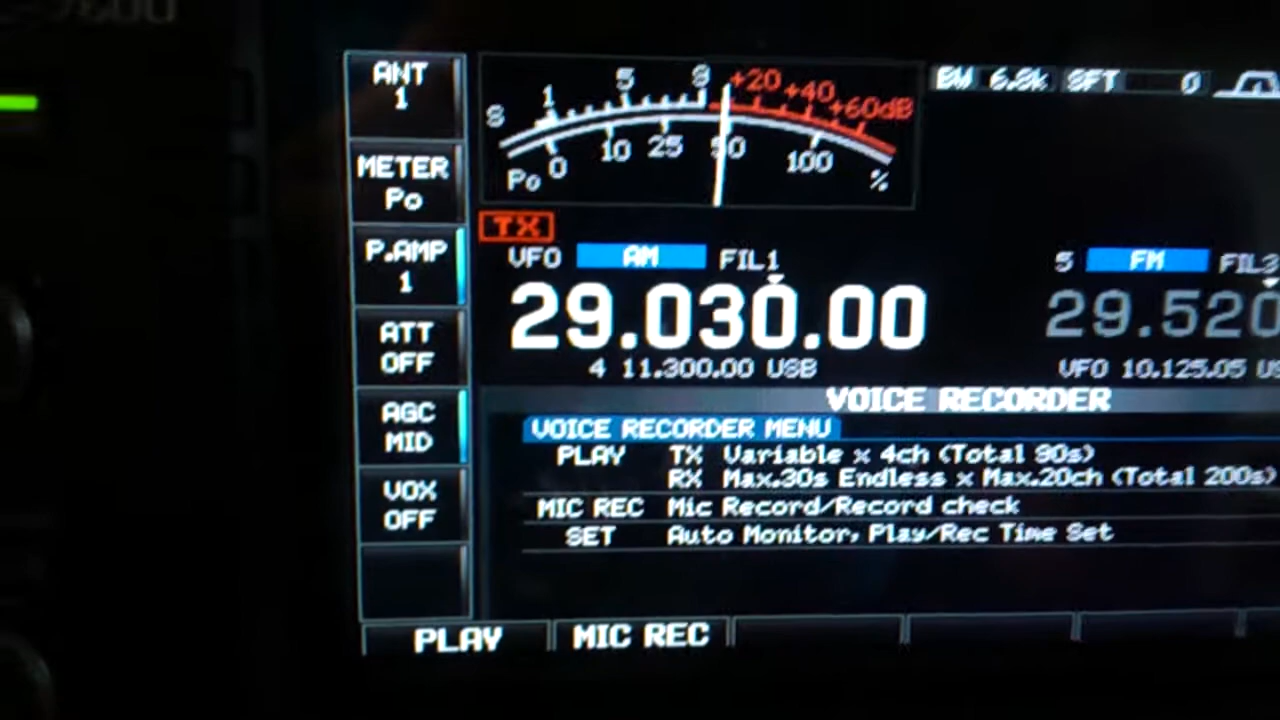 ANT
1
METER
Po
P.AMP
1
ATT
OFF
AGC
MID
VOX
OFF
S 1 5 9 +20 +40 +60dB
Po 0 10 25 50 100 %
BW 6.8k SFT 0
TX
VFO AM FIL1
29.030.00
4 11.300.00 USB
5 FM FIL3
29.520
VFO 10.125.05
VOICE RECORDER
VOICE RECORDER MENU
PLAY TX Variable x 4ch (Total 90s)
RX Max.30s Endless x Max.20ch (Total 200s)
MIC REC Mic Record/Record check
SET Auto Monitor, Play/Rec Time Set
PLAY MIC REC